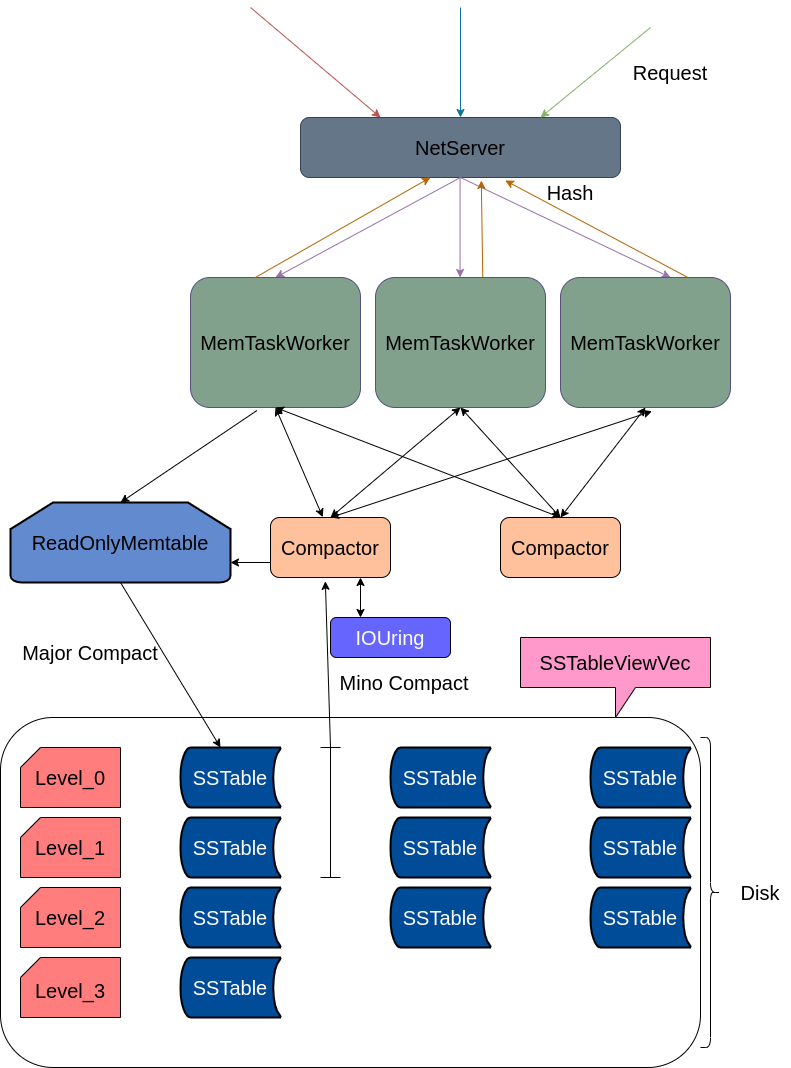 Request
NetServer
Hash
MemTaskWorker
MemTaskWorker
MemTaskWorker
ReadOnlyMemtable
Compactor
Compactor
IOUring
Major Compact
Mino Compact
SSTableViewVec
Level_0
SSTable
SSTable
SSTable
Level_1
SSTable
SSTable
SSTable
Level_2
SSTable
SSTable
SSTable
Disk
Level_3
SSTable